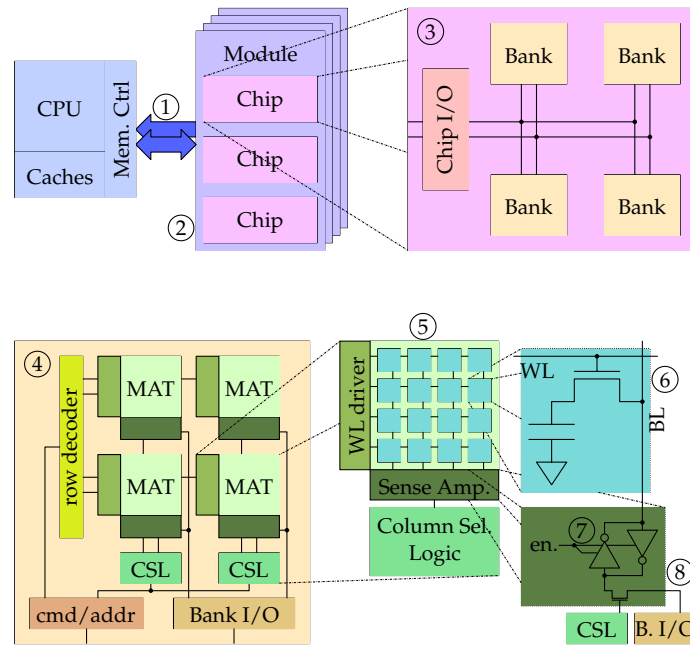 CPU
Caches
Mem. Ctrl
①
Module
Chip
Chip
Chip
②
③
Chip I/O
Bank
Bank
Bank
Bank
④
row decoder
MAT
MAT
MAT
MAT
CSL
CSL
cmd/addr
Bank I/O
⑤
WL driver
Sense Amp.
Column Sel.
Logic
WL
⑥
BL
en.
⑦
⑧
CSL
B. I/O